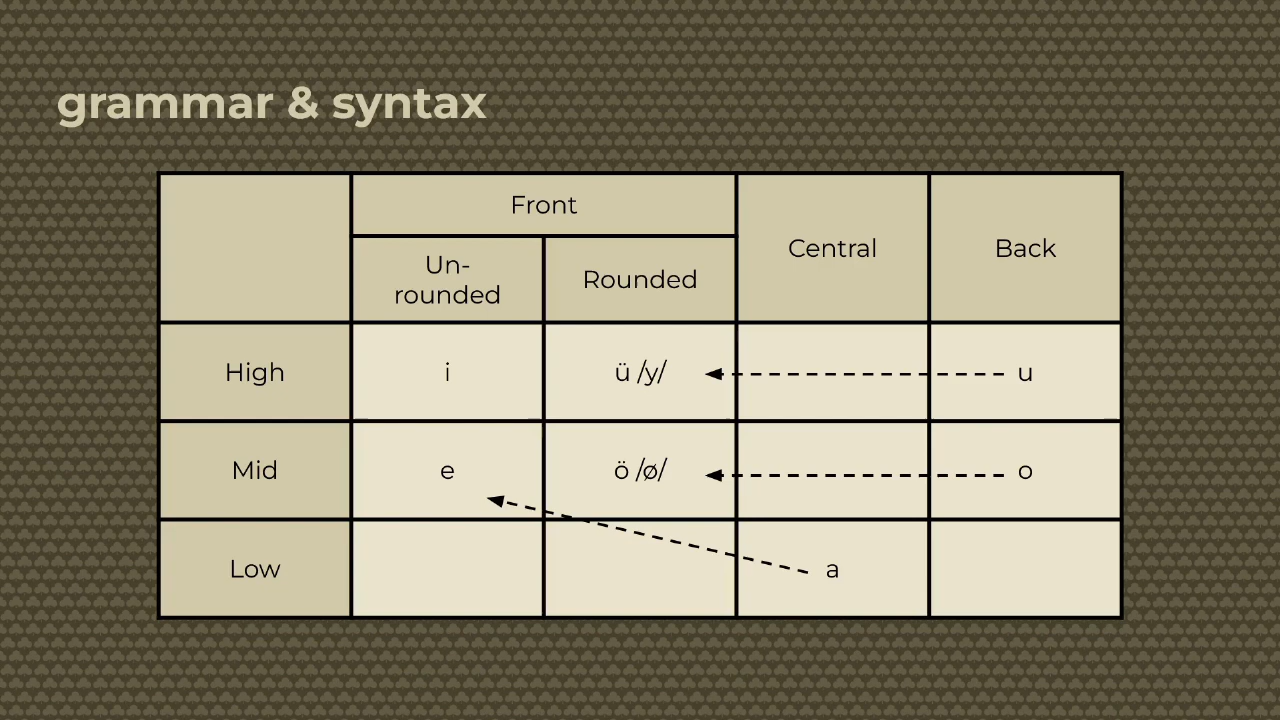 grammar & syntax
Front
Central
Back
Un-
rounded
Rounded
High
i
ü /y/
u
Mid
e
ö /ø/
o
Low
a